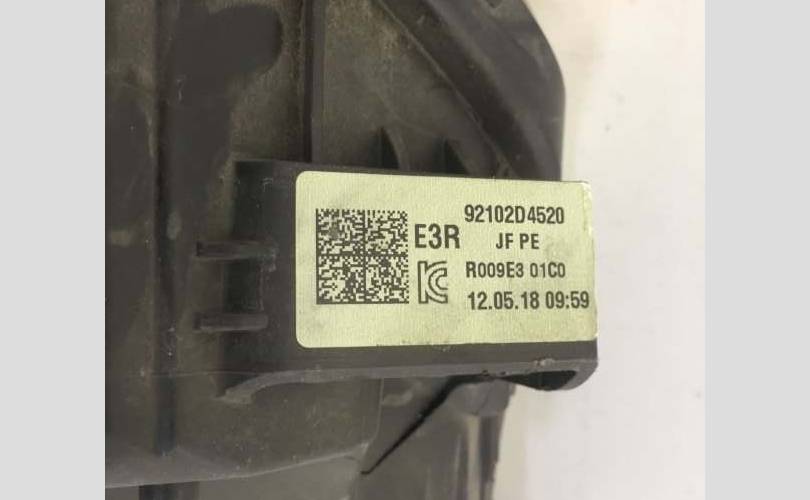 92102D4520
E3R JF PE
R009E3 01C0
12.05.18 09:59